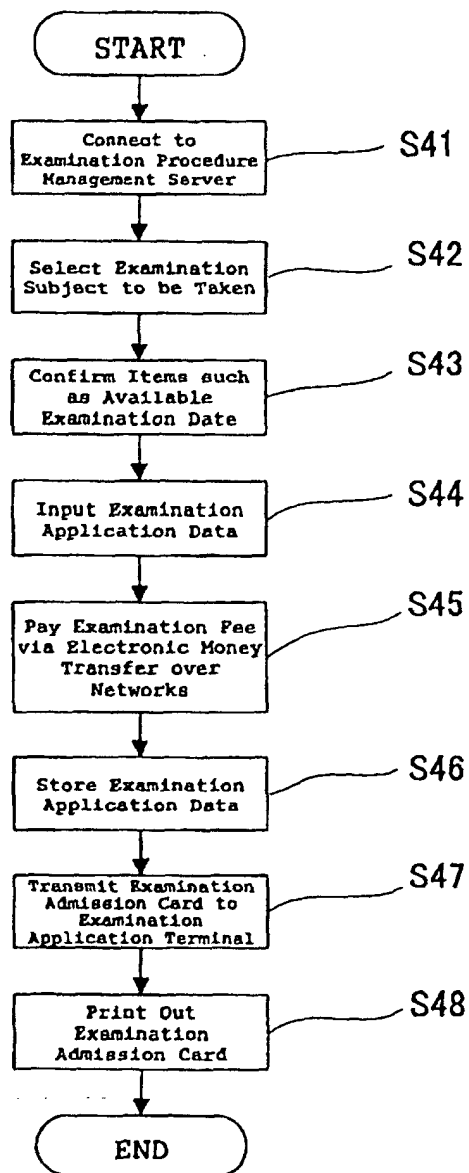 START
Connect to
Examination Procedure
Management Server
S41
Select Examination
Subject to be Taken
S42
Confirm Items such
as Available
Examination Date
S43
Input Examination
Application Data
S44
Pay Examination Fee
via Electronic Money
Transfer over
Networks
S45
Store Examination
Application Data
S46
Transmit Examination
Admission Card to
Examination
Application Terminal
S47
Print Out
Examination
Admission Card
S48
END